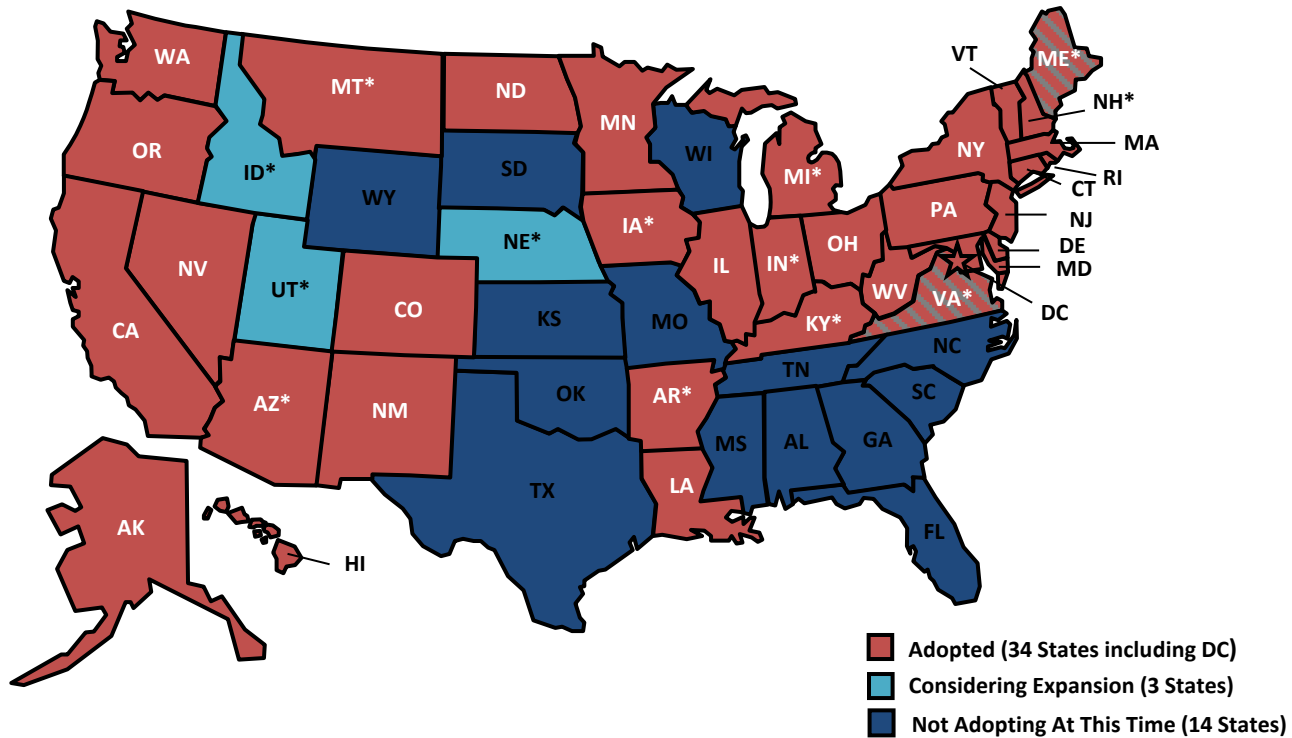 WA
MT*
ND
MN
VT
ME*
NH*
MA
OR
ID*
SD
WI
MI*
NY
RI
CT
WY
PA
NJ
IA*
NE*
DE
MD
NV
UT*
CO
IL
IN*
OH
WV
VA*
DC
CA
KS
MO
KY*
NC
TN
AZ*
NM
OK
AR*
SC
MS
AL
GA
TX
LA
FL
AK
HI
Adopted (34 States including DC)
Considering Expansion (3 States)
Not Adopting At This Time (14 States)